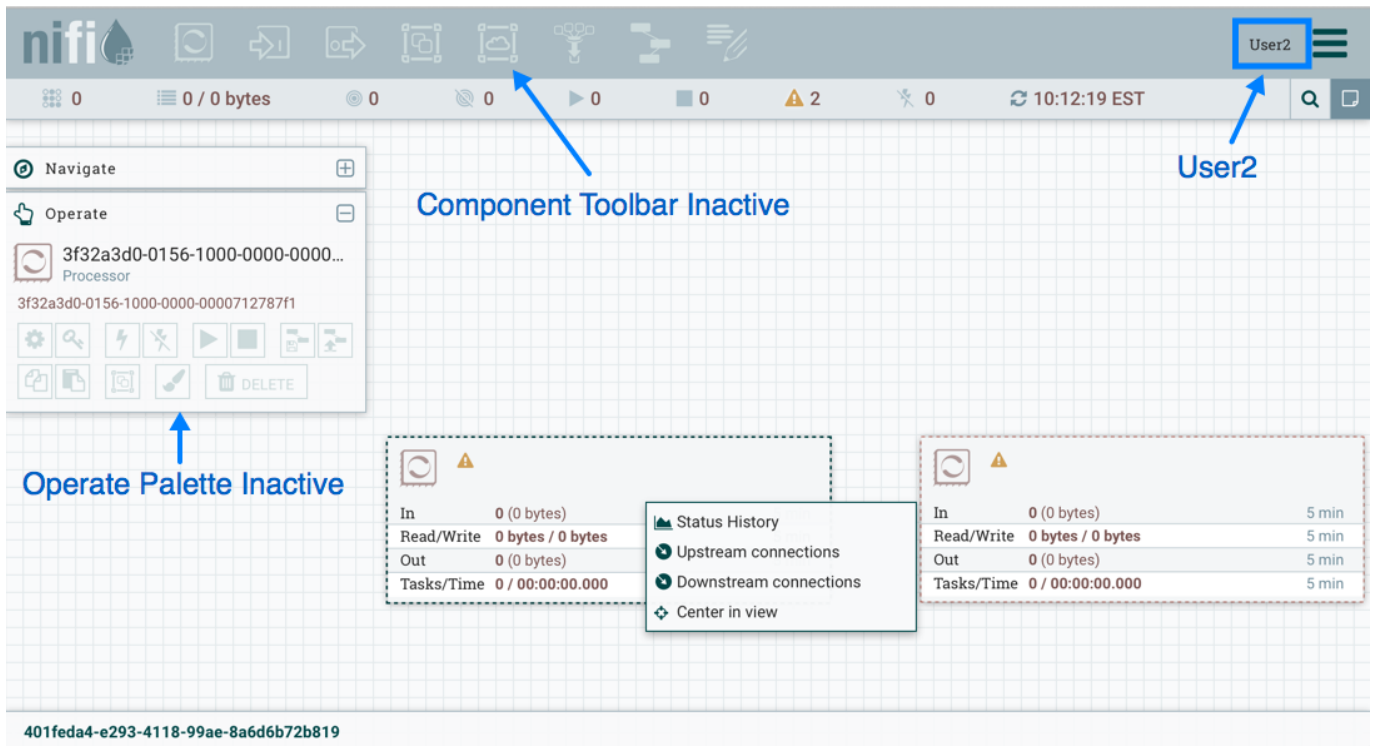 nifi
User2
0
0 / 0 bytes
0
0
0
0
2
0
10:12:19 EST
User2
Navigate
Component Toolbar Inactive
Operate
3f32a3d0-0156-1000-0000-0000...
Processor
3f32a3d0-0156-1000-0000-0000712787f1
DELETE
Operate Palette Inactive
In 0 (0 bytes)
Read/Write 0 bytes / 0 bytes
Out 0 (0 bytes)
Tasks/Time 0 / 00:00:00.000
Status History
Upstream connections
Downstream connections
Center in view
In 0 (0 bytes) 5 min
Read/Write 0 bytes / 0 bytes 5 min
Out 0 (0 bytes) 5 min
Tasks/Time 0 / 00:00:00.000 5 min
401feda4-e293-4118-99ae-8a6d6b72b819